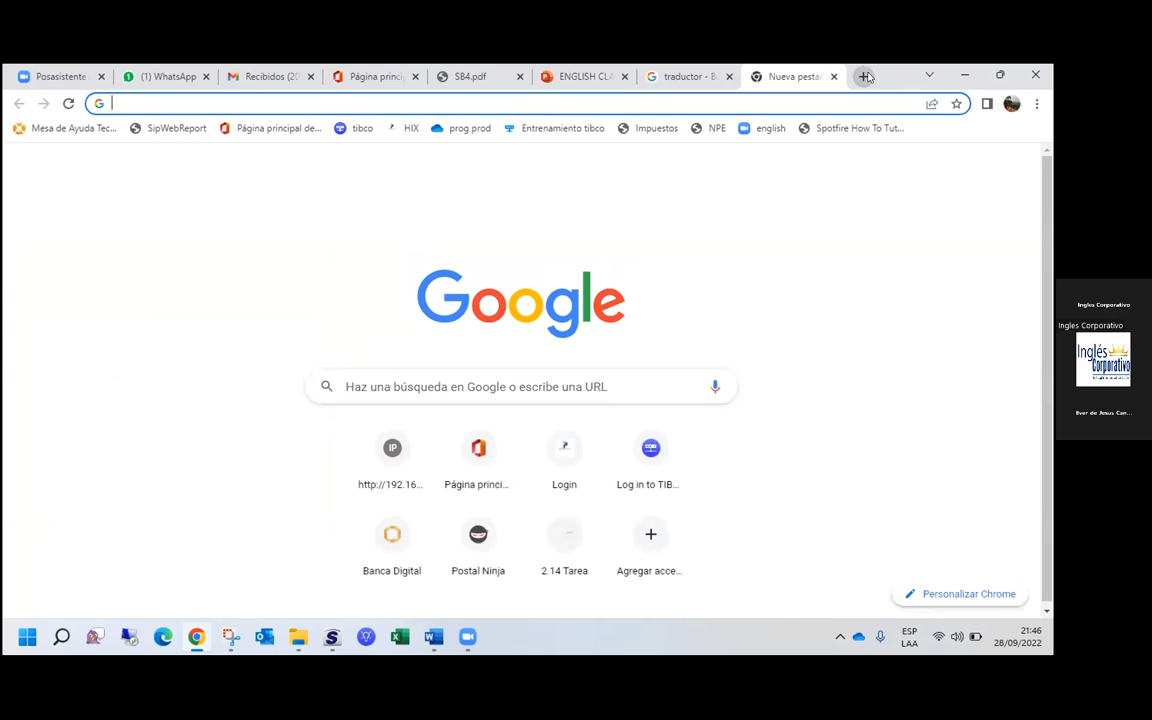 Posasistente
(1) WhatsApp
Recibidos (20
Página princi
SB4.pdf
ENGLISH CLA
traductor - B
Nueva pesta
Mesa de Ayuda Tec...
SipWebReport
Página principal de...
tibco
HIX
prog prod
Entrenamiento tibco
Impuestos
NPE
english
Spotfire How To Tut...
Google
Haz una búsqueda en Google o escribe una URL
IP
http://192.16...
Página princi...
Login
Log in to TIB...
Banca Digital
Postal Ninja
2.14 Tarea
Agregar acce...
Personalizar Chrome
Ingles Corporativo
Ingles Corporativo
Inglés
Corporativo
Ever de Jesus Can...
ESP
LAA
21:46
28/09/2022